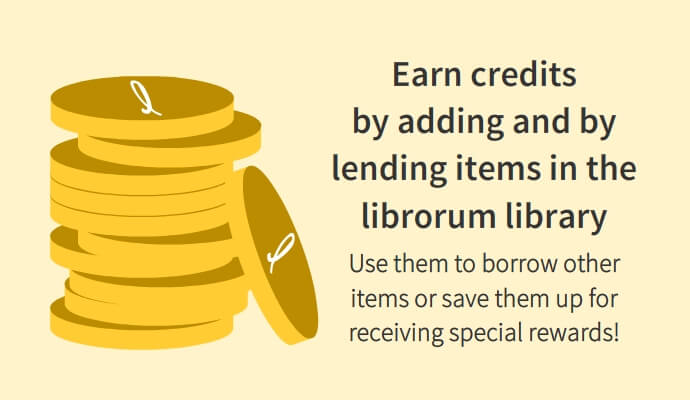 Earn credits
by adding and by
lending items in the
librorum library
Use them to borrow other
items or save them up for
receiving special rewards!